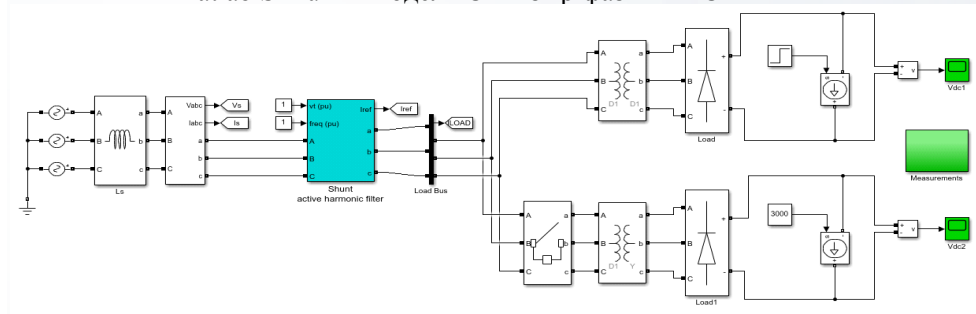 A
B
C
A
B
C
a
b
c
Ls
Vabc
Iabc
a
b
c
Vs
Is
1
1
vt (pu)
freq (pu)
A
B
C
Iref
a
b
c
Shunt
active harmonic filter
Iref
LOAD
Load Bus
A
B
C
a
b
c
D1 D1
A
B
C
+
-
Load
+
-
v
Vdc1
Measurements
A
B
C
a
b
c
A
B
C
a
b
c
D1 Y
A
B
C
+
-
Load1
3000
+
-
v
Vdc2